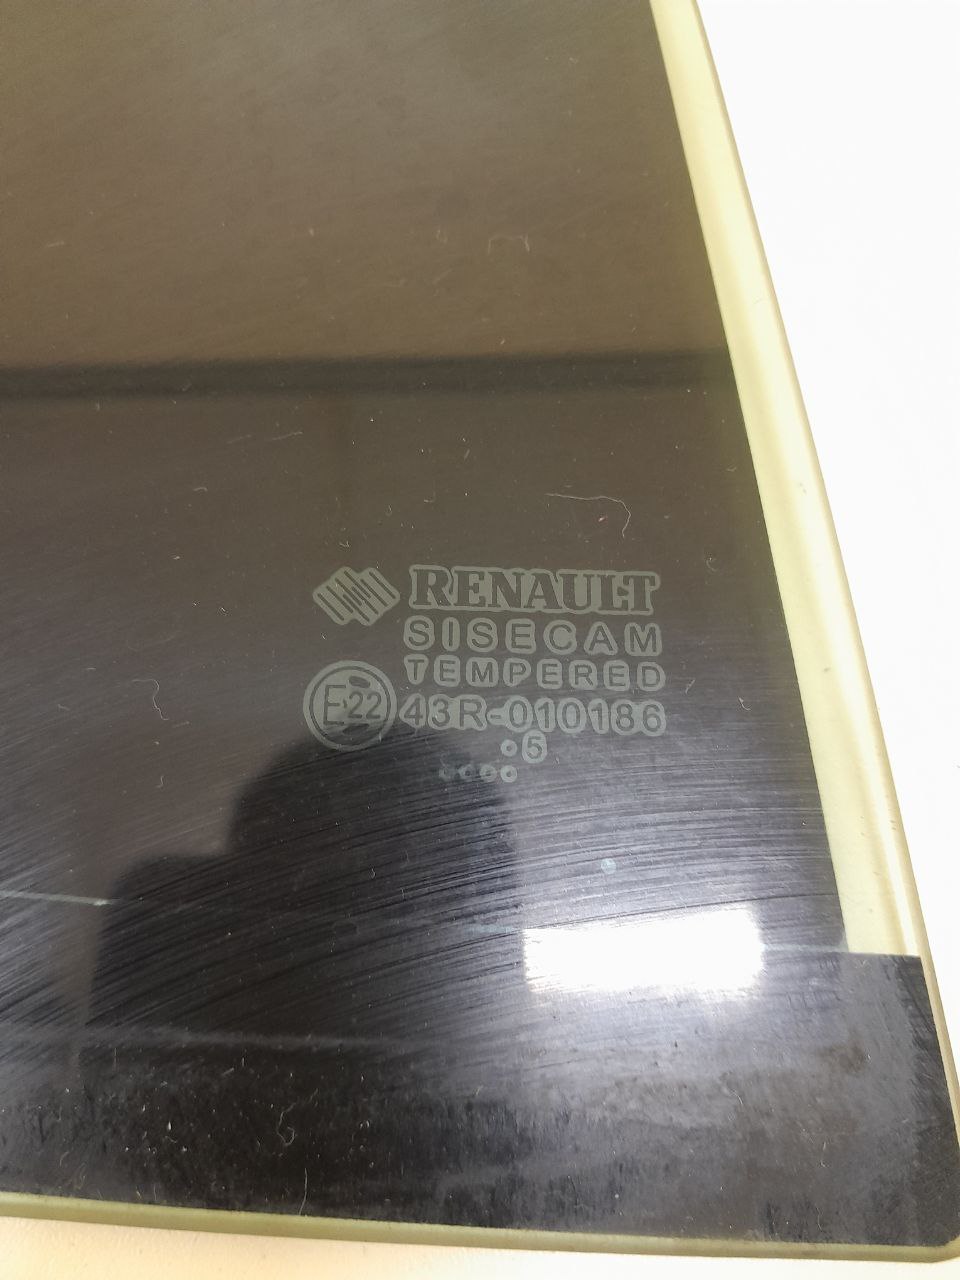 RENAULT
SISECAM
TEMPERED
E22 43R-010186
5